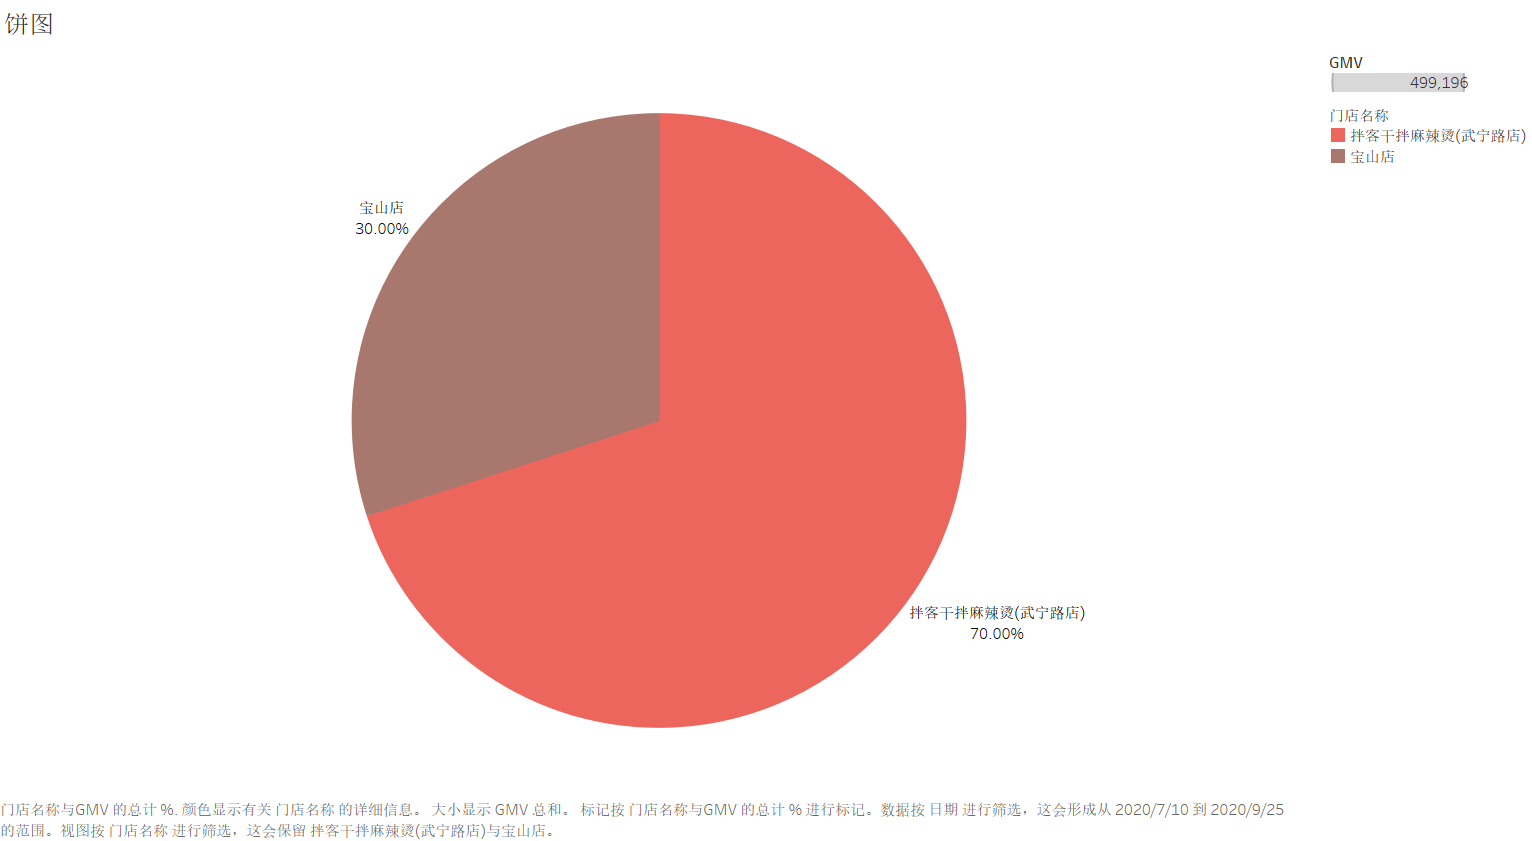 饼图
GMV
499,196
门店名称
拌客干拌麻辣烫(武宁路店)
宝山店
宝山店
30.00%
拌客干拌麻辣烫(武宁路店)
70.00%
门店名称与GMV 的总计 %. 颜色显示有关 门店名称 的详细信息。 大小显示 GMV 总和。 标记按 门店名称与GMV 的总计 % 进行标记。数据按 日期 进行筛选，这会形成从 2020/7/10 到 2020/9/25
的范围。视图按 门店名称 进行筛选，这会保留 拌客干拌麻辣烫(武宁路店)与宝山店。